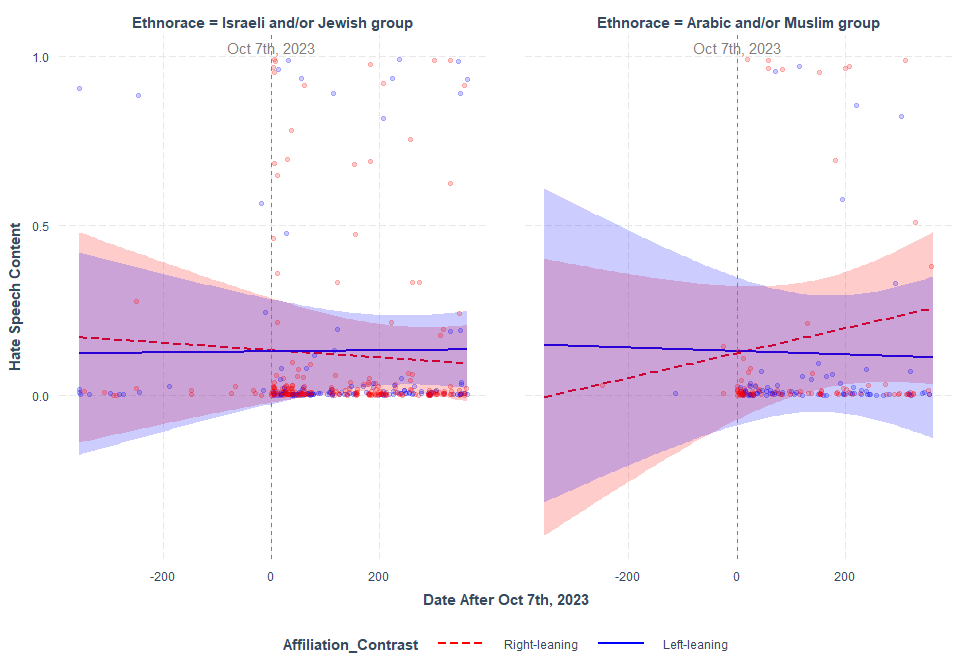 Ethnorace = Israeli and/or Jewish group
Ethnorace = Arabic and/or Muslim group
Oct 7th, 2023
Oct 7th, 2023
1.0
0.5
0.0
Hate Speech Content
-200
0
200
-200
0
200
Date After Oct 7th, 2023
Affiliation_Contrast
Right-leaning
Left-leaning